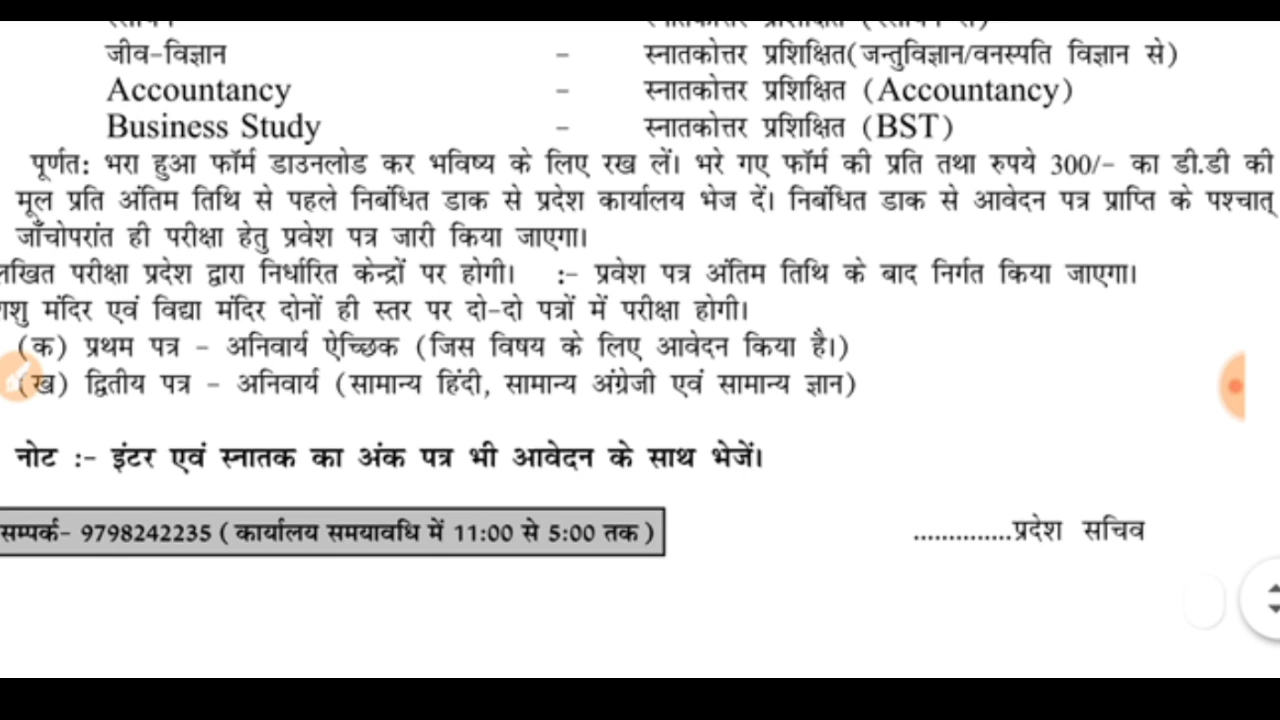 जीव-विज्ञान - स्नातकोत्तर प्रशिक्षित(जन्तुविज्ञान/वनस्पति विज्ञान से)
Accountancy - स्नातकोत्तर प्रशिक्षित (Accountancy)
Business Study - स्नातकोत्तर प्रशिक्षित (BST)
पूर्णत: भरा हुआ फॉर्म डाउनलोड कर भविष्य के लिए रख लें। भरे गए फॉर्म की प्रति तथा रुपये 300/- का डी.डी की
मूल प्रति अंतिम तिथि से पहले निबंधित डाक से प्रदेश कार्यालय भेज दें। निबंधित डाक से आवेदन पत्र प्राप्ति के पश्चात्
जाँचोपरांत ही परीक्षा हेतु प्रवेश पत्र जारी किया जाएगा।
परीक्षा प्रदेश द्वारा निर्धारित केन्द्रों पर होगी। :- प्रवेश पत्र अंतिम तिथि के बाद निर्गत किया जाएगा।
मंदिर एवं विद्या मंदिर दोनों ही स्तर पर दो-दो पत्रों में परीक्षा होगी।
(क) प्रथम पत्र - अनिवार्य ऐच्छिक (जिस विषय के लिए आवेदन किया है।)
(ख) द्वितीय पत्र - अनिवार्य (सामान्य हिंदी, सामान्य अंग्रेजी एवं सामान्य ज्ञान)
नोट :- इंटर एवं स्नातक का अंक पत्र भी आवेदन के साथ भेजें।
सम्पर्क- 9798242235 ( कार्यालय समयावधि में 11:00 से 5:00 तक )
..............प्रदेश सचिव